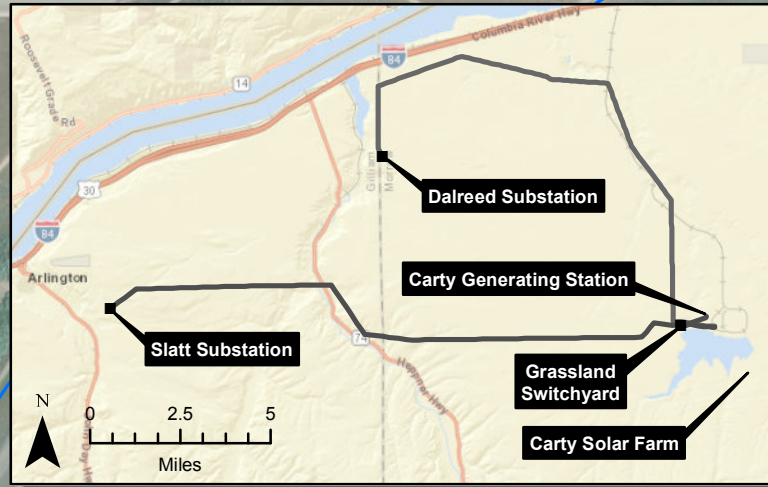 Columbia River Hwy
84
Roosevelt Grade
Rd
14
Gilliam
Morrow
Dalreed Substation
30
84
Arlington
Carty Generating Station
Slatt Substation
74
Heppner Hwy
Grassland
Switchyard
Carty Solar Farm
N
0 2.5 5
Miles